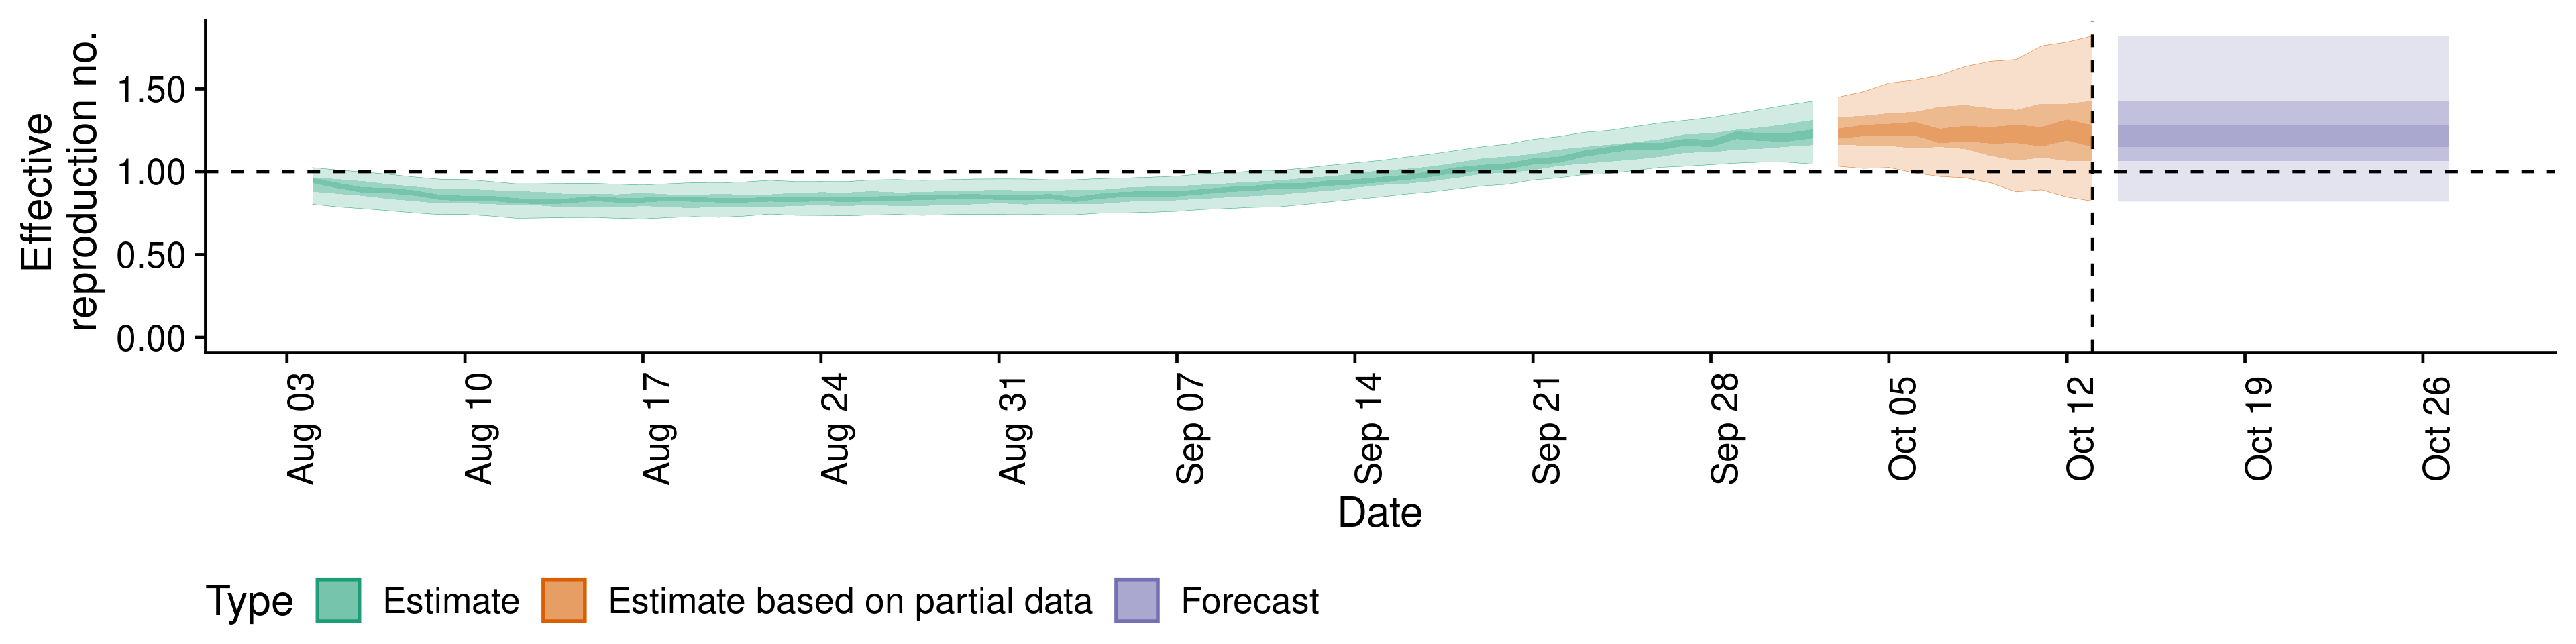 Effective
reproduction no.
1.50
1.00
0.50
0.00
Aug 03
Aug 10
Aug 17
Aug 24
Aug 31
Sep 07
Sep 14
Sep 21
Sep 28
Oct 05
Oct 12
Oct 19
Oct 26
Date
Type Estimate Estimate based on partial data Forecast